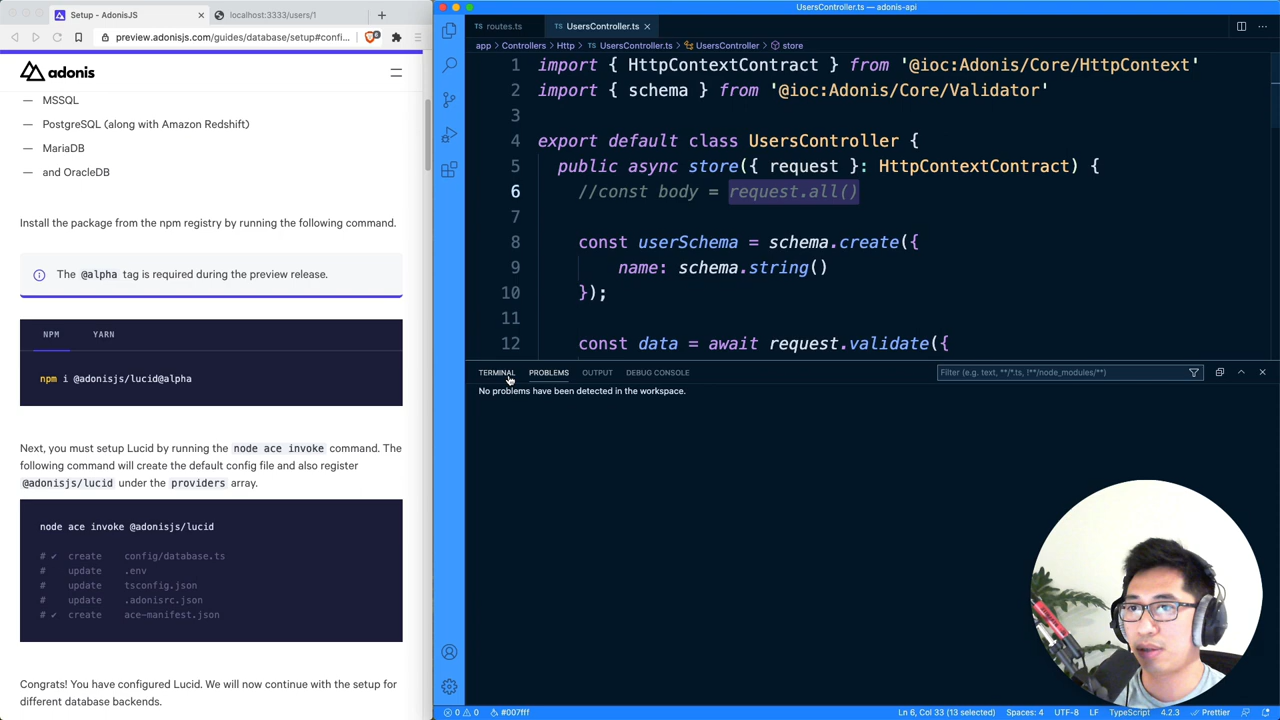 Setup - AdonisJS
localhost:3333/users/1
preview.adonisjs.com/guides/database/setup#confi...
adonis
— MSSQL
— PostgreSQL (along with Amazon Redshift)
— MariaDB
— and OracleDB
Install the package from the npm registry by running the following command.
The @alpha tag is required during the preview release.
NPM YARN
npm i @adonisjs/lucid@alpha
Next, you must setup Lucid by running the node ace invoke command. The
following command will create the default config file and also register
@adonisjs/lucid under the providers array.
node ace invoke @adonisjs/lucid
# ✔ create config/database.ts
# update .env
# update tsconfig.json
# update .adonisrc.json
# ✔ create ace-manifest.json
Congrats! You have configured Lucid. We will now continue with the setup for
different database backends.
UsersController.ts — adonis-api
TS routes.ts TS UsersController.ts
app > Controllers > Http > TS UsersController.ts > UsersController > store
1 import { HttpContextContract } from '@ioc:Adonis/Core/HttpContext'
2 import { schema } from '@ioc:Adonis/Core/Validator'
3
4 export default class UsersController {
5 public async store({ request }: HttpContextContract) {
6 //const body = request.all()
7
8 const userSchema = schema.create({
9 name: schema.string()
10 });
11
12 const data = await request.validate({
TERMINAL PROBLEMS OUTPUT DEBUG CONSOLE
Filter (e.g. text, **/*.ts, !**/node_modules/**)
No problems have been detected in the workspace.
0 0 #007fff Ln 6, Col 33 (13 selected) Spaces: 4 UTF-8 LF TypeScript 4.2.3 Prettier